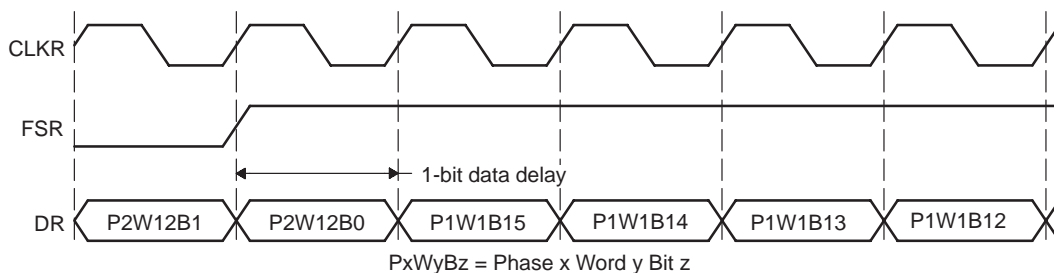 CLKR
FSR
1-bit data delay
DR P2W12B1 P2W12B0 P1W1B15 P1W1B14 P1W1B13 P1W1B12
PxWyBz = Phase x Word y Bit z